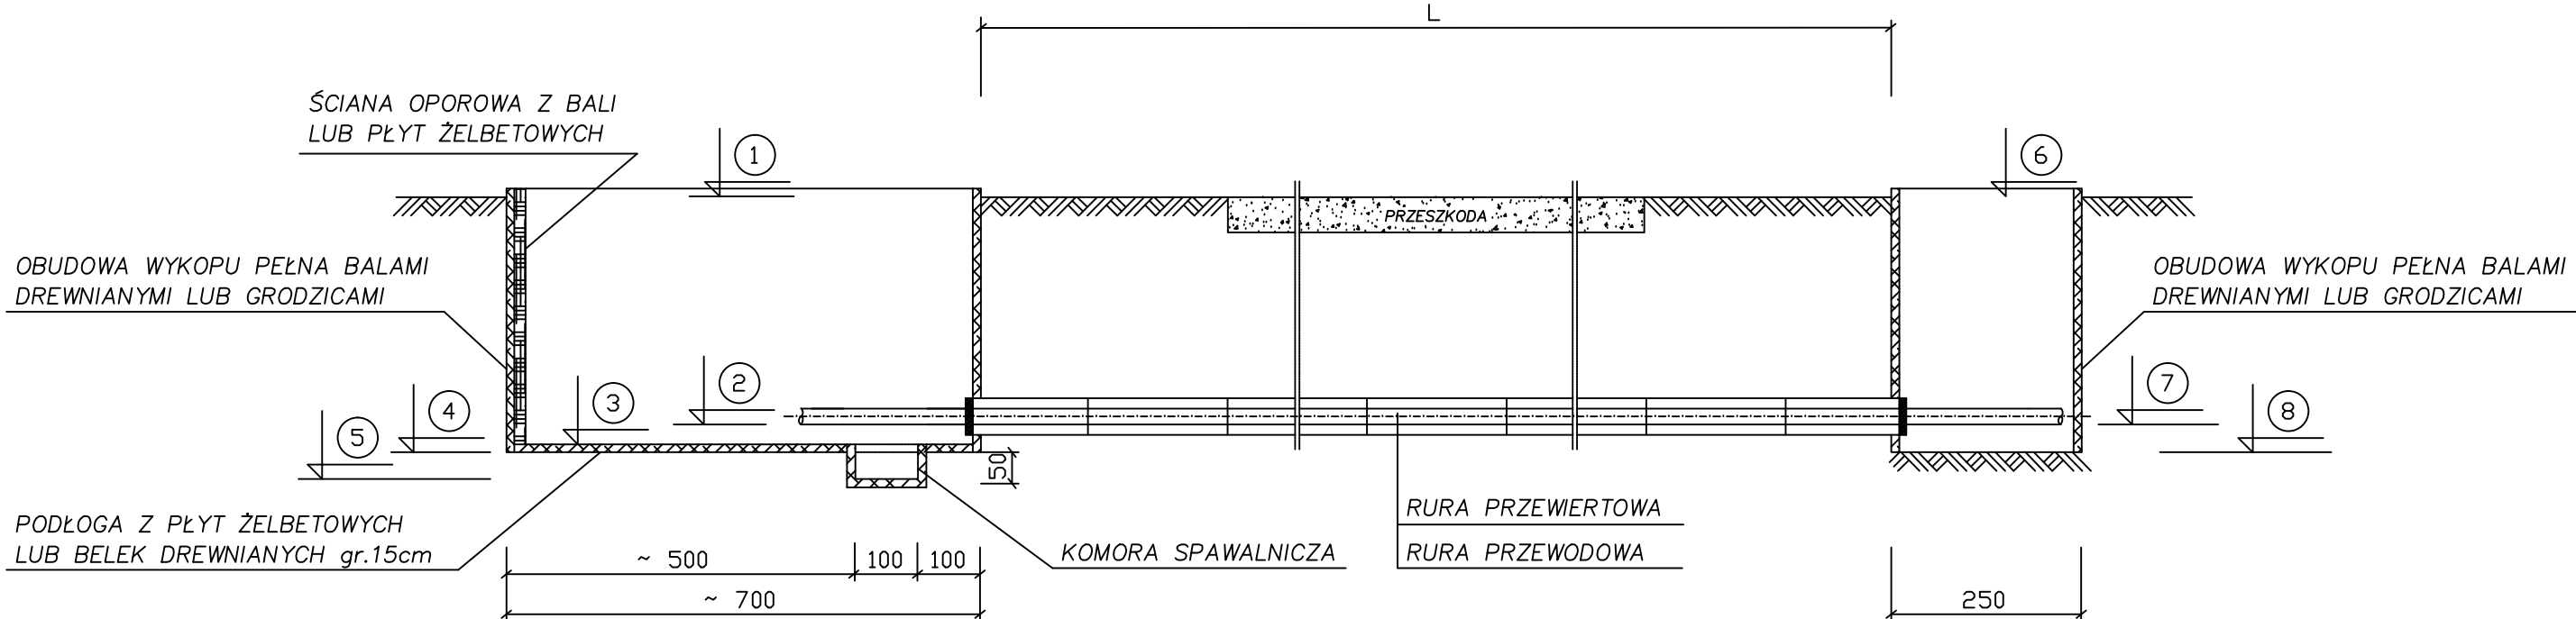 L
ŚCIANA OPOROWA Z BALI
LUB PŁYT ŻELBETOWYCH
1
6
PRZESZKODA
OBUDOWA WYKOPU PEŁNA BALAMI
DREWNIANYMI LUB GRODZICAMI
OBUDOWA WYKOPU PEŁNA BALAMI
DREWNIANYMI LUB GRODZICAMI
2
3
4
5
7
8
50
PODŁOGA Z PŁYT ŻELBETOWYCH
LUB BELEK DREWNIANYCH gr.15cm
RURA PRZEWIERTOWA
RURA PRZEWODOWA
KOMORA SPAWALNICZA
~ 500
100
100
~ 700
250